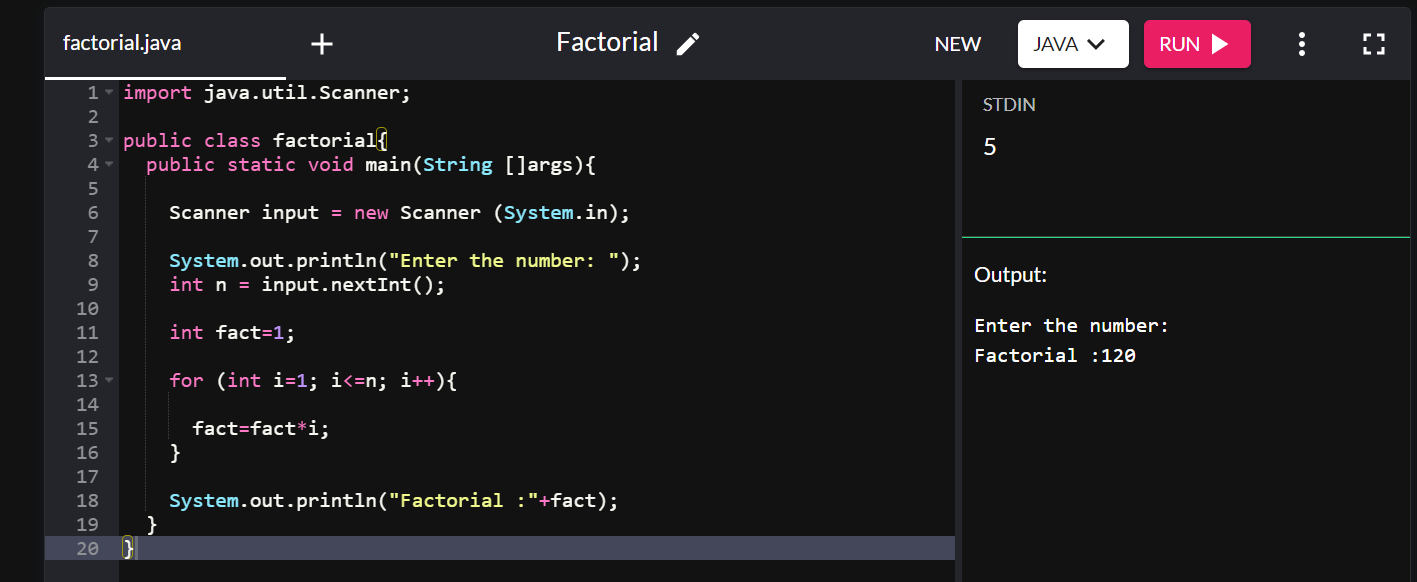 factorial.java + Factorial NEW JAVA RUN
1 import java.util.Scanner;
2
3 public class factorial{
4   public static void main(String []args){
5
6     Scanner input = new Scanner (System.in);
7
8     System.out.println("Enter the number: ");
9     int n = input.nextInt();
10
11     int fact=1;
12
13     for (int i=1; i<=n; i++){
14
15       fact=fact*i;
16     }
17
18     System.out.println("Factorial :"+fact);
19   }
20 }
STDIN
5
Output:
Enter the number:
Factorial :120